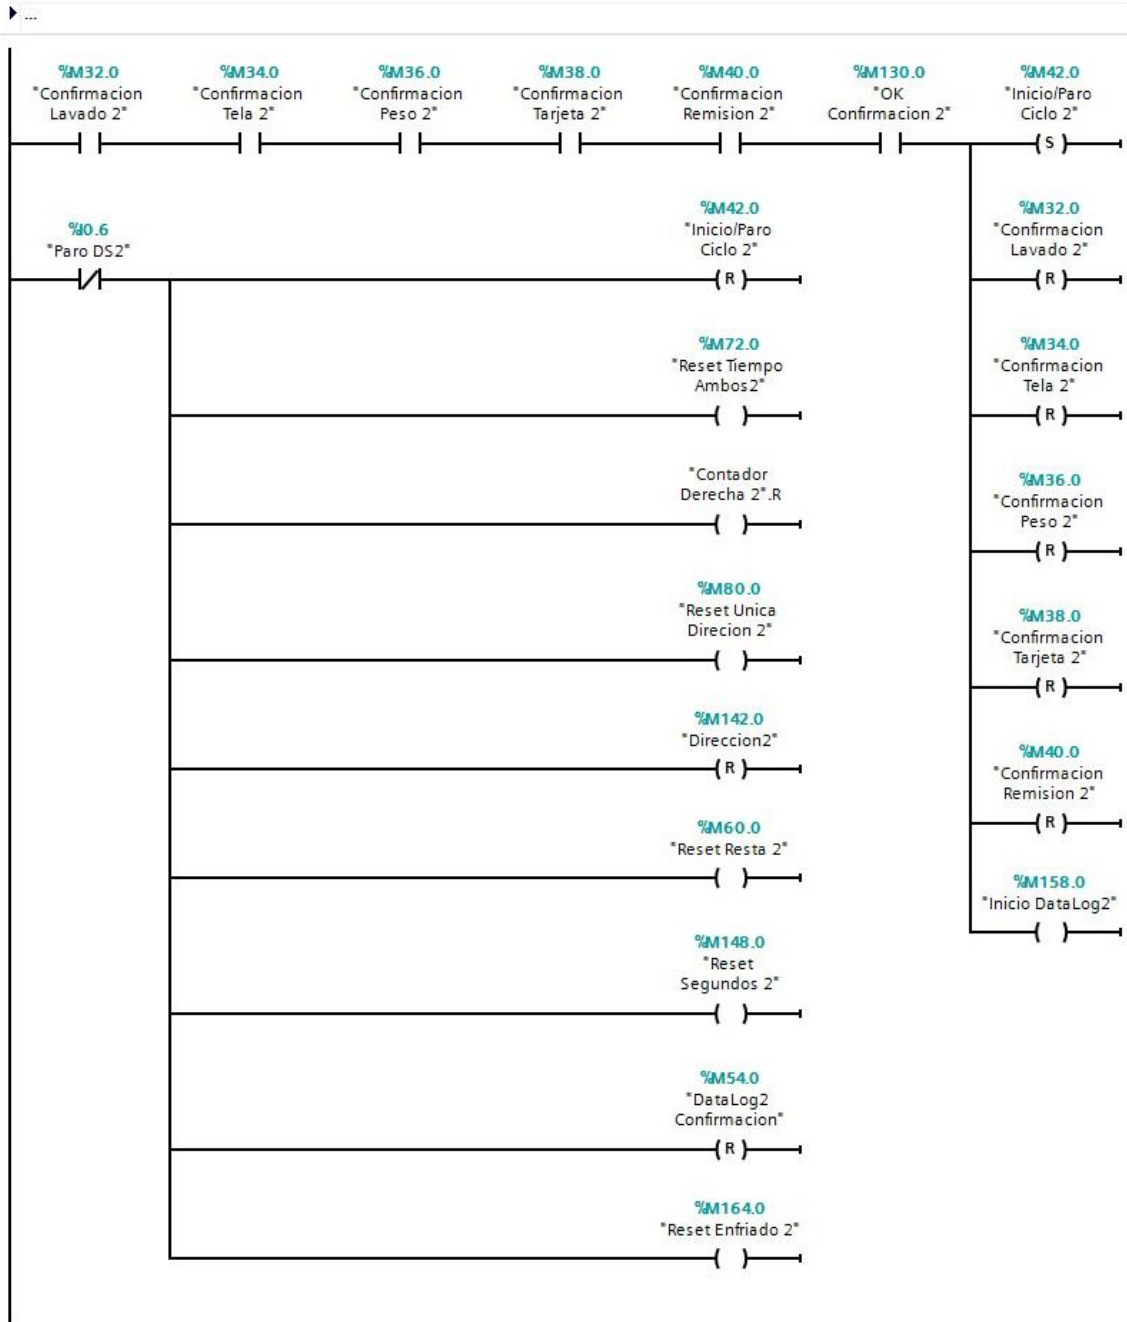 ...
%M32.0
"Confirmacion
Lavado 2"
%M34.0
"Confirmacion
Tela 2"
%M36.0
"Confirmacion
Peso 2"
%M38.0
"Confirmacion
Tarjeta 2"
%M40.0
"Confirmacion
Remision 2"
%M130.0
"OK
Confirmacion 2"
%M42.0
"Inicio/Paro
Ciclo 2"
S
%I0.6
"Paro DS2"
%M42.0
"Inicio/Paro
Ciclo 2"
R
%M32.0
"Confirmacion
Lavado 2"
R
%M72.0
"Reset Tiempo
Ambos2"
%M34.0
"Confirmacion
Tela 2"
R
"Contador
Derecha 2".R
%M36.0
"Confirmacion
Peso 2"
R
%M80.0
"Reset Unica
Direcion 2"
%M38.0
"Confirmacion
Tarjeta 2"
R
%M142.0
"Direccion2"
R
%M40.0
"Confirmacion
Remision 2"
R
%M60.0
"Reset Resta 2"
%M158.0
"Inicio DataLog2"
%M148.0
"Reset
Segundos 2"
%M54.0
"DataLog2
Confirmacion"
R
%M164.0
"Reset Enfriado 2"